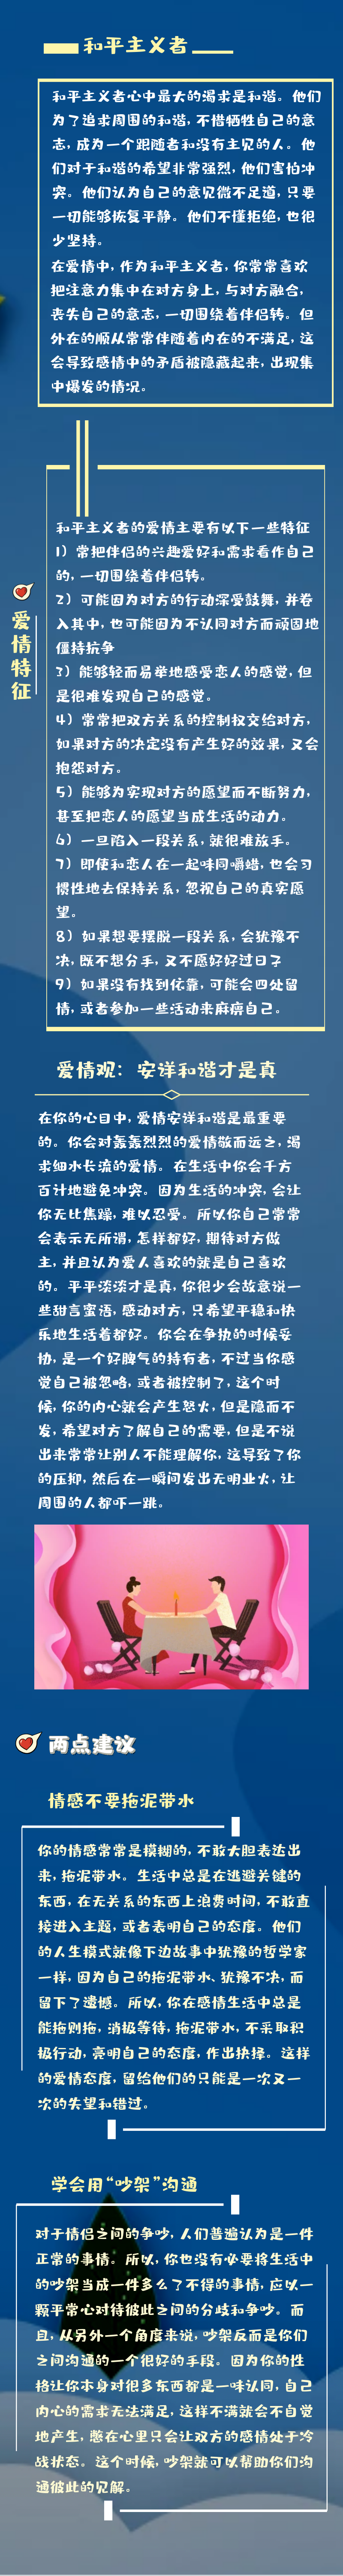 和平主义者
和平主义者心中最大的渴求是和谐。他们
为了追求周围的和谐,不惜牺牲自己的意
志,成为一个跟随者和没有主见的人。他
们对于和谐的希望非常强烈,他们害怕冲
突。他们认为自己的意见微不足道,只要
一切能够恢复平静。他们不懂拒绝,也很
少坚持。
在爱情中,作为和平主义者,你常常喜欢
把注意力集中在对方身上,与对方融合,
丧失自己的意志,一切围绕着伴侣转。但
外在的顺从常常伴随着内在的不满足,这
会导致感情中的矛盾被隐藏起来,出现集
中爆发的情况。
爱情特征
和平主义者的爱情主要有以下一些特征
1)常把伴侣的兴趣爱好和需求看作自己
的,一切围绕着伴侣转。
2)可能因为对方的行动深受鼓舞,并卷
入其中,也可能因为不认同对方而顽固地
僵持抗争
3)能够轻而易举地感受恋人的感觉,但
是很难发现自己的感觉。
4)常常把双方关系的控制权交给对方,
如果对方的决定没有产生好的效果,又会
抱怨对方。
5)能够为实现对方的愿望而不断努力,
甚至把恋人的愿望当成生活的动力。
6)一旦陷入一段关系,就很难放手。
7)即使和恋人在一起味同嚼蜡,也会习
惯性地去保持关系,忽视自己的真实愿
望。
8)如果想要摆脱一段关系,会犹豫不
决,既不想分手,又不愿好好过日子
9)如果没有找到依靠,可能会四处留
情,或者参加一些活动来麻痹自己。
爱情观:安详和谐才是真
在你的心目中,爱情安详和谐是最重要
的。你会对轰轰烈烈的爱情敬而远之,渴
求细水长流的爱情。在生活中你会千方
百计地避免冲突。因为生活的冲突,会让
你无比焦躁,难以忍受。所以你自己常常
会表示无所谓,怎样都好,期待对方做
主,并且认为爱人喜欢的就是自己喜欢
的。平平淡淡才是真,你很少会故意说一
些甜言蜜语,感动对方,只希望平稳和快
乐地生活着都好。你会在争执的时候妥
协,是一个好脾气的持有者,不过当你感
觉自己被忽略,或者被控制了,这个时
候,你的内心就会产生怒火,但是隐而不
发,希望对方了解自己的需要,但是不说
出来常常让别人不能理解你,这导致了你
的压抑,然后在一瞬间发出无明业火,让
周围的人都吓一跳。
两点建议
情感不要拖泥带水
你的情感常常是模糊的,不敢大胆表达出
来,拖泥带水。生活中总是在逃避关键的
东西,在无关系的东西上浪费时间,不敢直
接进入主题,或者表明自己的态度。他们
的人生模式就像下边故事中犹豫的哲学家
一样,因为自己的拖泥带水、犹豫不决,而
留下了遗憾。所以,你在感情生活中总是
能拖则拖,消极等待,拖泥带水,不采取积
极行动,亮明自己的态度,作出抉择。这样
的爱情态度,留给他们的只能是一次又一
次的失望和错过。
学会用“吵架”沟通
对于情侣之间的争吵,人们普遍认为是一件
正常的事情。所以,你也没有必要将生活中
的吵架当成一件多么了不得的事情,应以一
颗平常心对待彼此之间的分歧和争吵。而
且,从另外一个角度来说,吵架反而是你们
之间沟通的一个很好的手段。因为你的性
格让你本身对很多东西都是一味认同,自己
内心的需求无法满足,这样不满就会不自觉
地产生,憋在心里只会让双方的感情处于冷
战状态。这个时候,吵架就可以帮助你们沟
通彼此的见解。